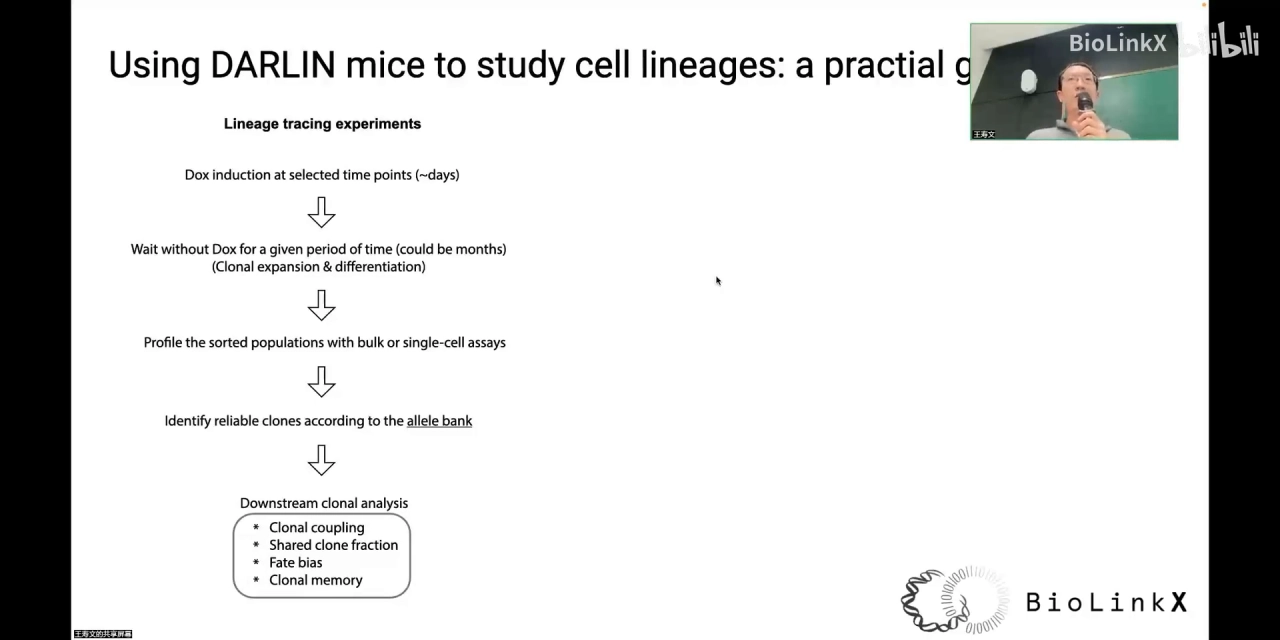 Using DARLIN mice to study cell lineages: a practial g
BioLinkX
bilibili
王寿文
Lineage tracing experiments
Dox induction at selected time points (~days)
Wait without Dox for a given period of time (could be months)
(Clonal expansion & differentiation)
Profile the sorted populations with bulk or single-cell assays
Identify reliable clones according to the allele bank
Downstream clonal analysis
* Clonal coupling
* Shared clone fraction
* Fate bias
* Clonal memory
BioLinkX
王寿文的共享屏幕